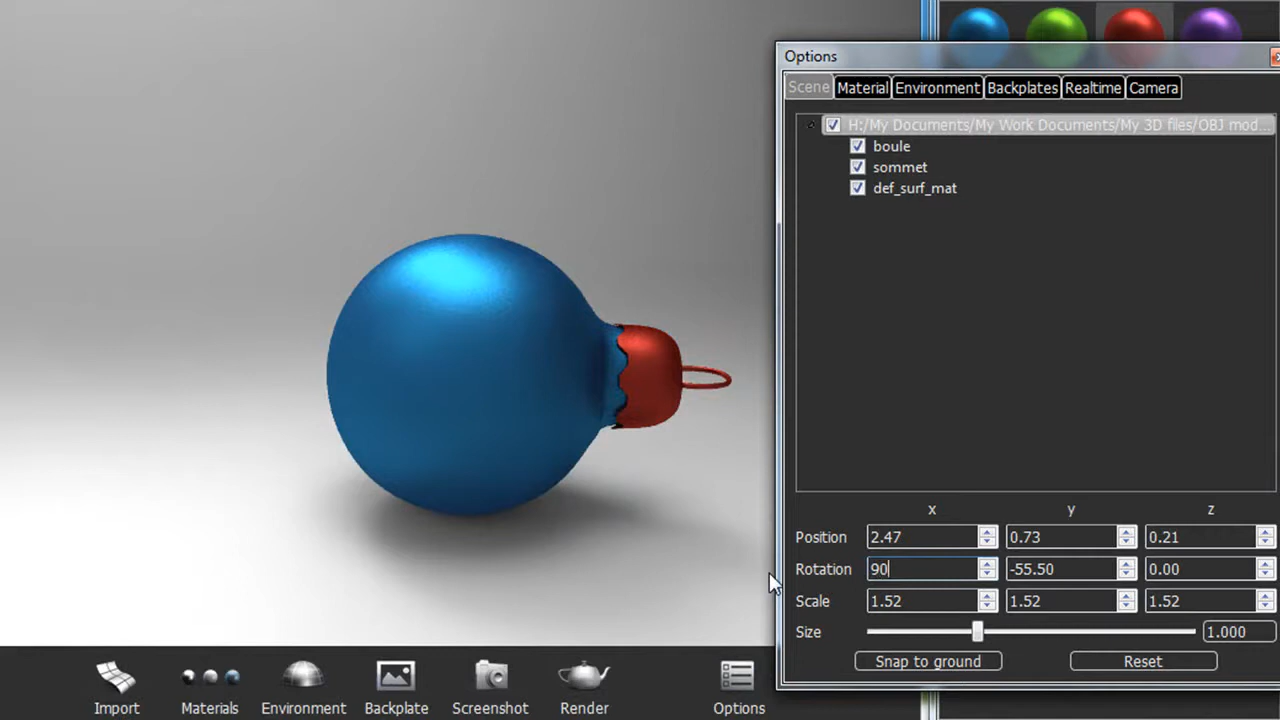 Options
Scene Material Environment Backplates Realtime Camera
H:/My Documents/My Work Documents/My 3D files/OBJ mod...
boule
sommet
def_surf_mat
x y z
Position 2.47 0.73 0.21
Rotation 90 -55.50 0.00
Scale 1.52 1.52 1.52
Size 1.000
Snap to ground Reset
Import Materials Environment Backplate Screenshot Render Options